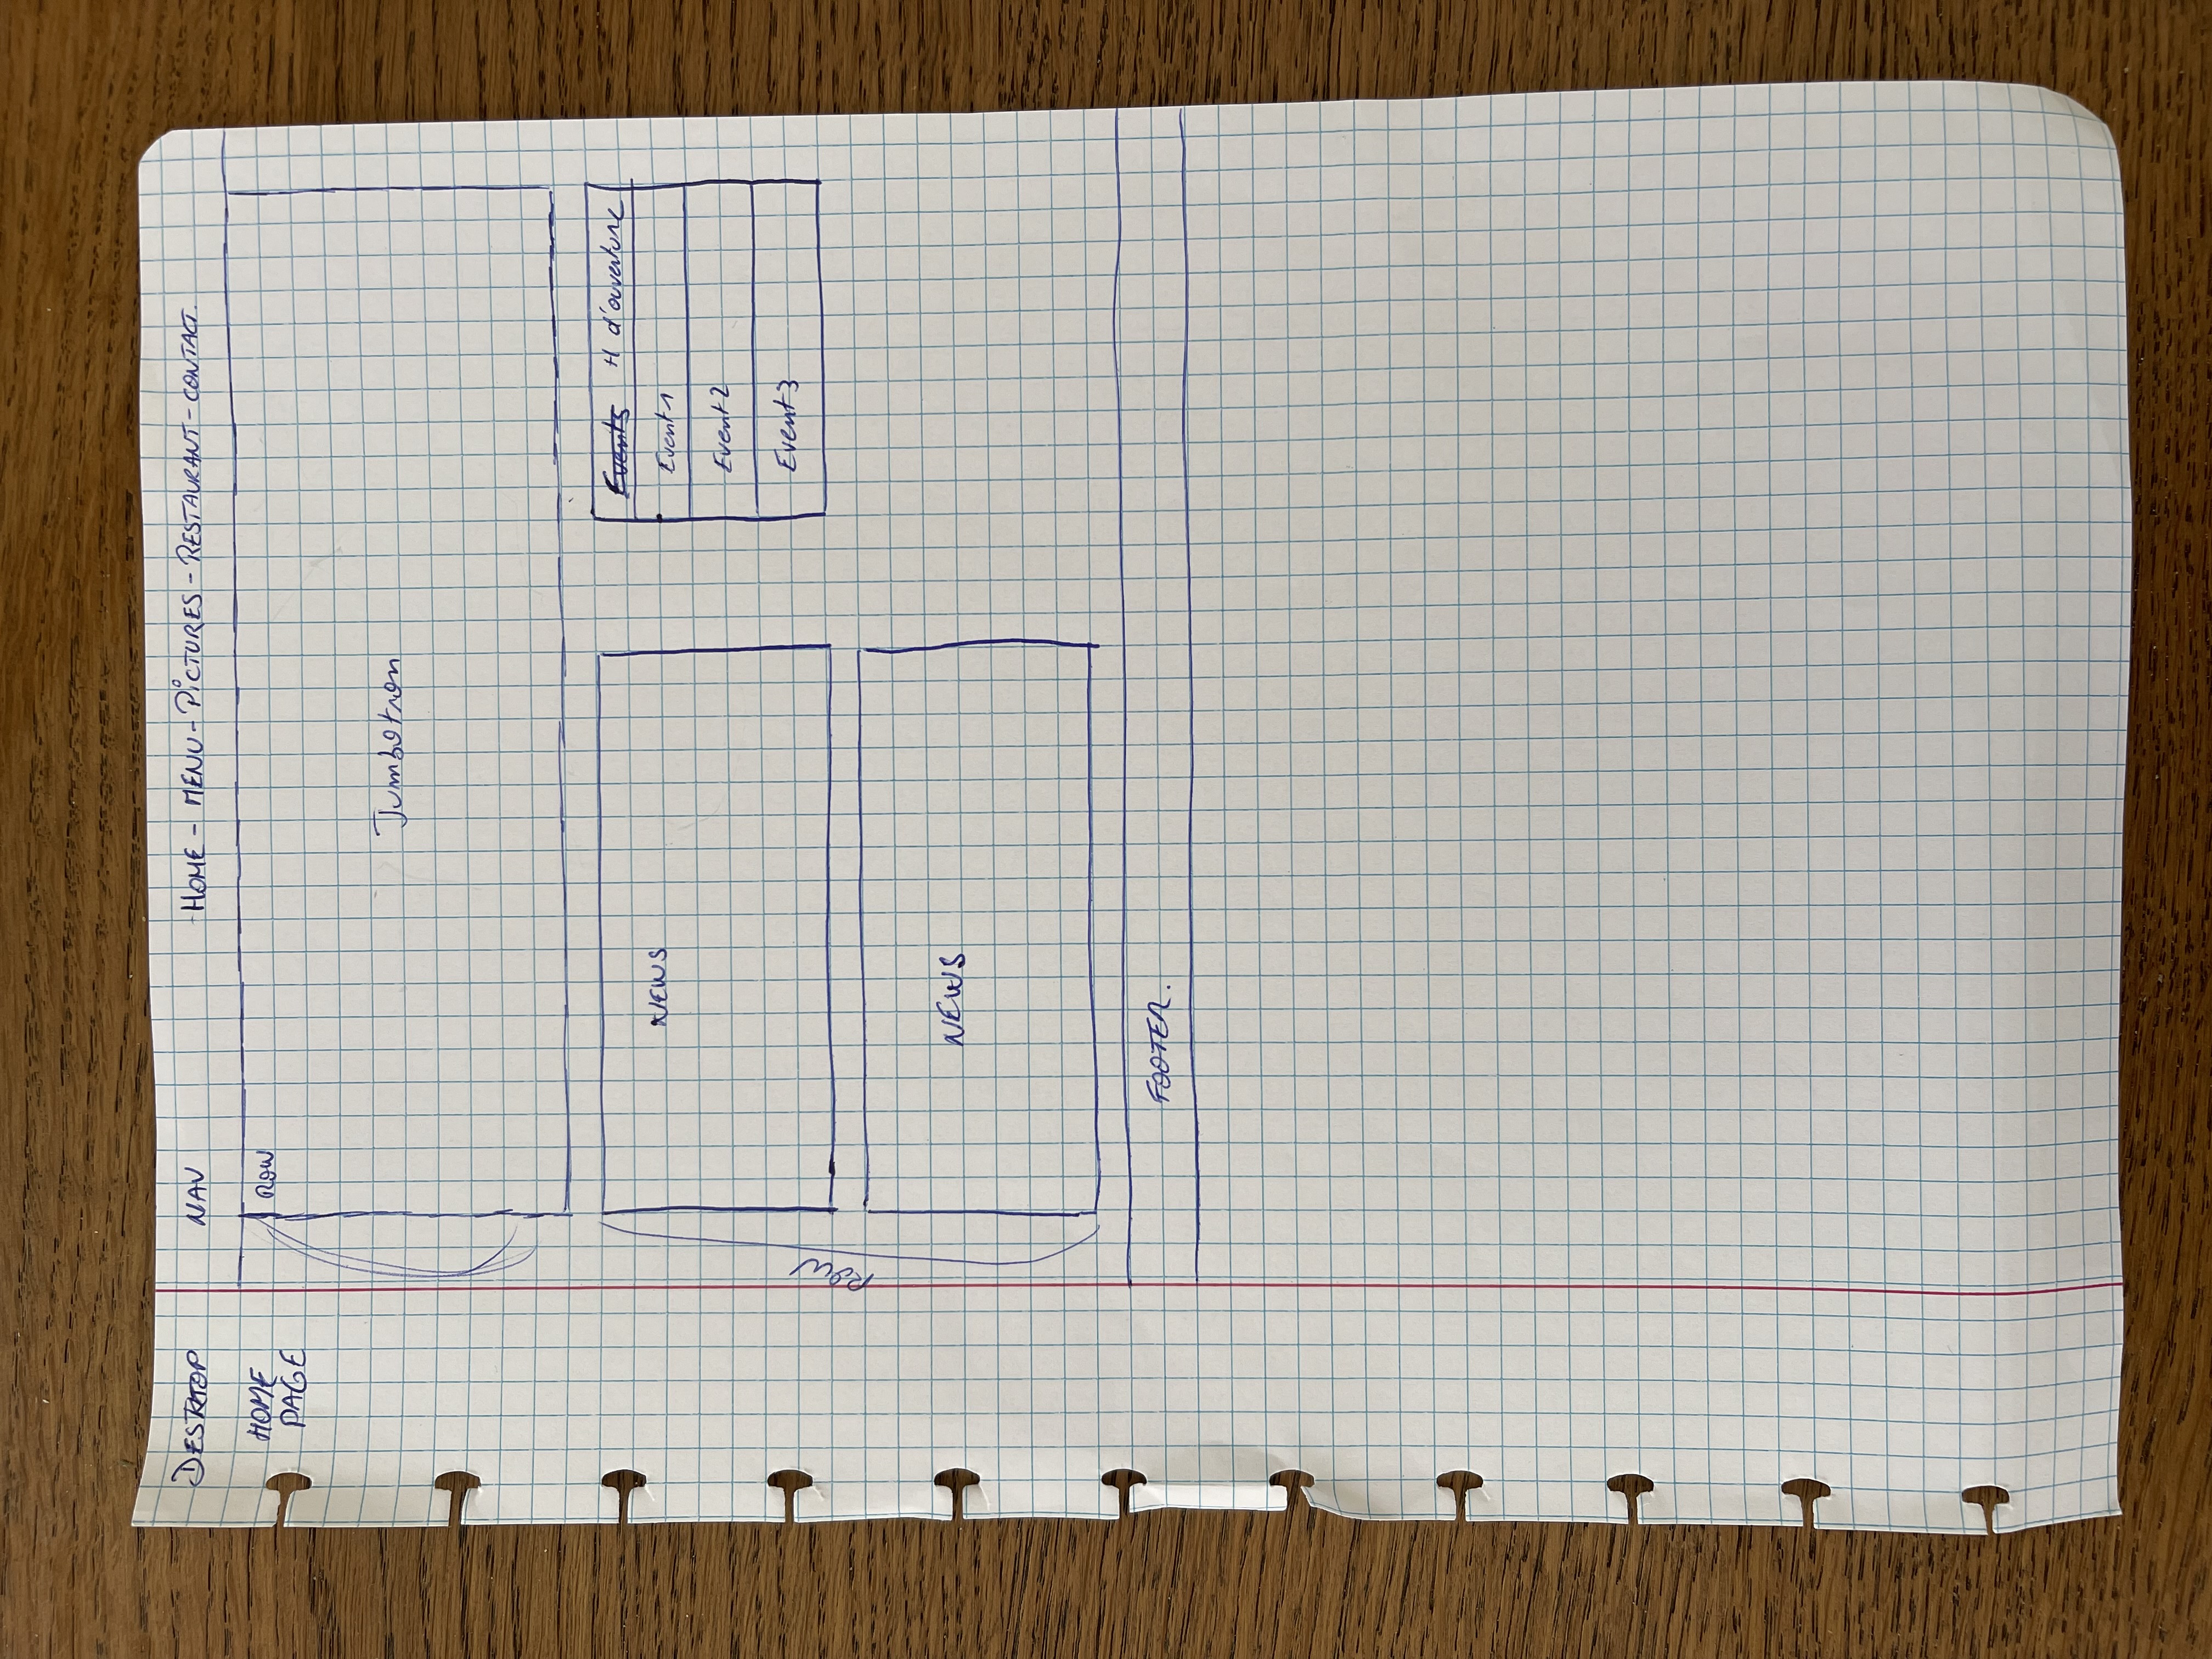 DESKTOP NAV HOME - MENU - PICTURES - RESTAURANT - CONTACT.
HOME
PAGE
ROW
Jumbotron
Events H d'ouverture
NEWS
Event 1
Event 2
Event 3
ROW
NEWS
FOOTER.